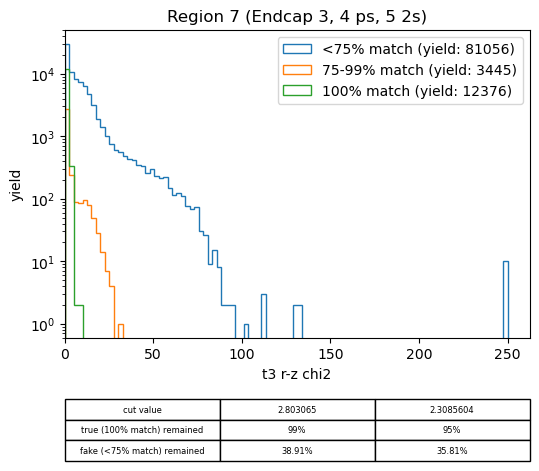 Region 7 (Endcap 3, 4 ps, 5 2s)
<75% match (yield: 81056)
75-99% match (yield: 3445)
100% match (yield: 12376)
yield
10^4
10^3
10^2
10^1
10^0
0 50 100 150 200 250
t3 r-z chi2
cut value 2.803065 2.3085604
true (100% match) remained 99% 95%
fake (<75% match) remained 38.91% 35.81%